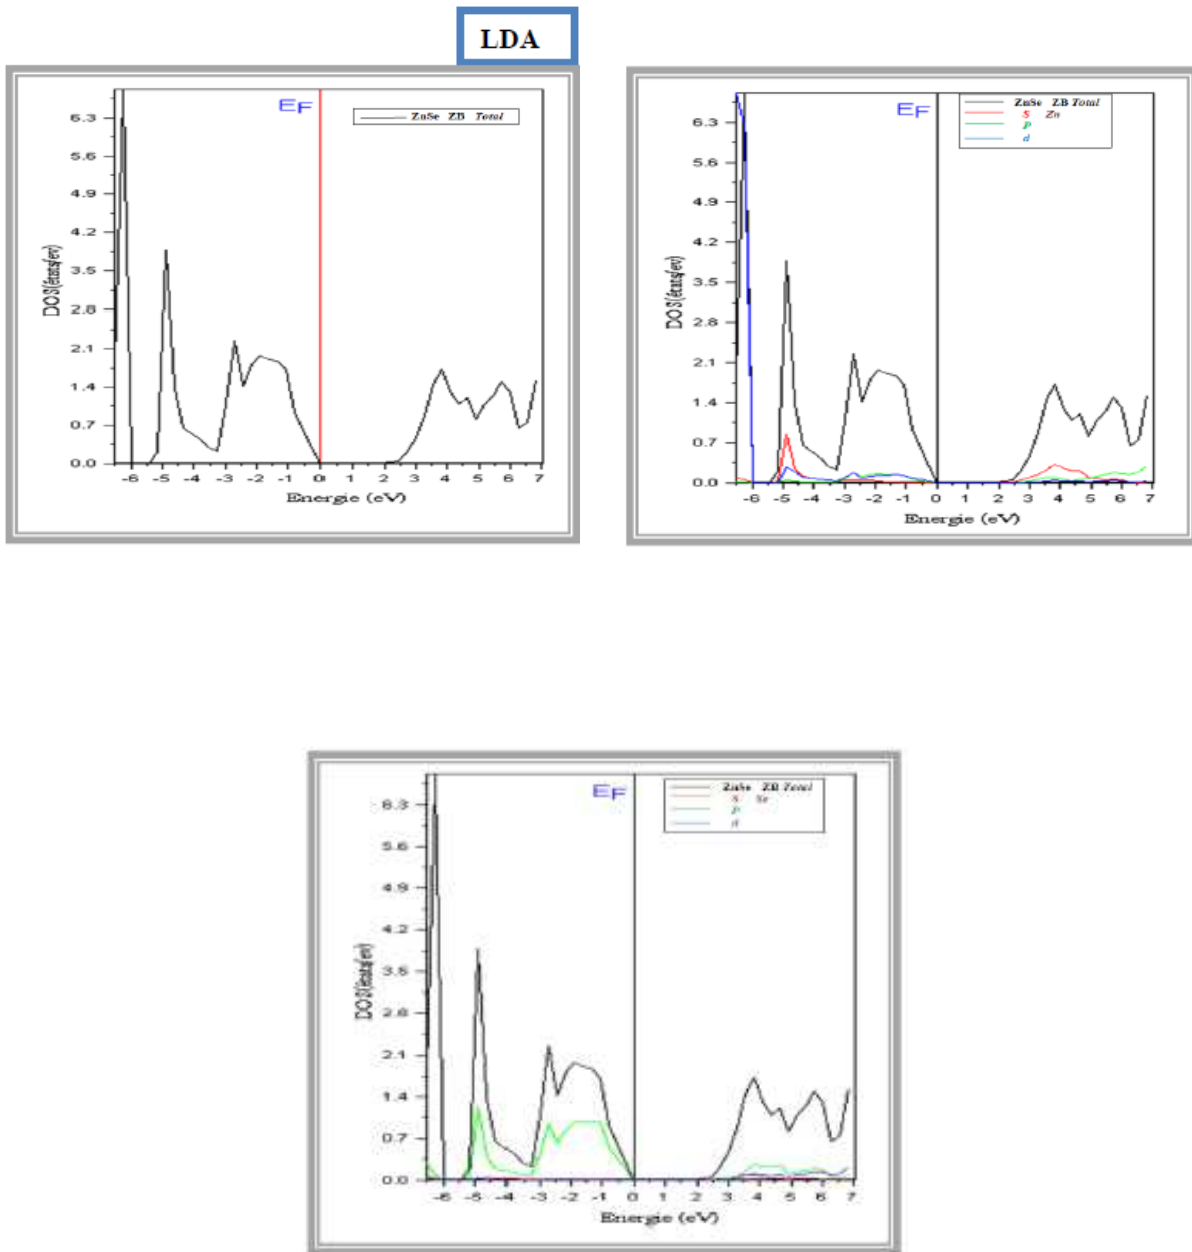 LDA
EF
ZnSe ZB Total
6.3
5.6
4.9
4.2
3.5
2.8
2.1
1.4
0.7
0.0
DOS(états/ev)
-6 -5 -4 -3 -2 -1 0 1 2 3 4 5 6 7
Energie (eV)
EF
ZnSe ZB Total
S Zn
P
d
6.3
5.6
4.9
4.2
3.5
2.8
2.1
1.4
0.7
0.0
DOS(états/ev)
-6 -5 -4 -3 -2 -1 0 1 2 3 4 5 6 7
Energie (eV)
EF
ZnSe ZB Total
S Se
P
d
6.3
5.6
4.9
4.2
3.5
2.8
2.1
1.4
0.7
0.0
DOS(états/ev)
-6 -5 -4 -3 -2 -1 0 1 2 3 4 5 6 7
Energie (eV)